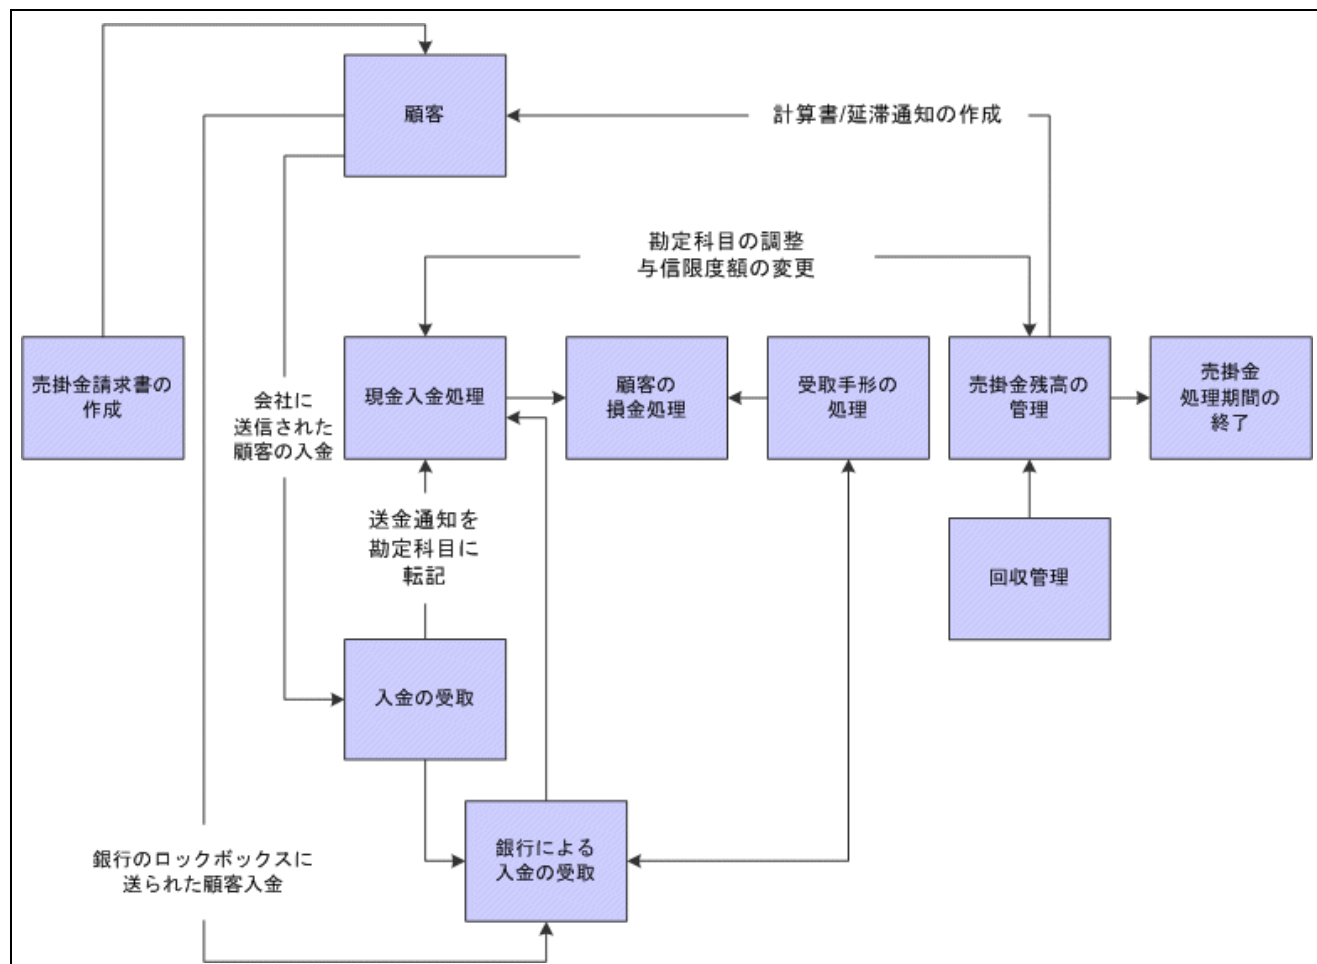 顧客
計算書/延滞通知の作成
勘定科目の調整
与信限度額の変更
売掛金請求書の
作成
会社に
送信された
顧客の入金
現金入金処理
顧客の
損金処理
受取手形の
処理
売掛金残高の
管理
売掛金
処理期間の
終了
送金通知を
勘定科目に
転記
回収管理
入金の受取
銀行のロックボックスに
送られた顧客入金
銀行による
入金の受取